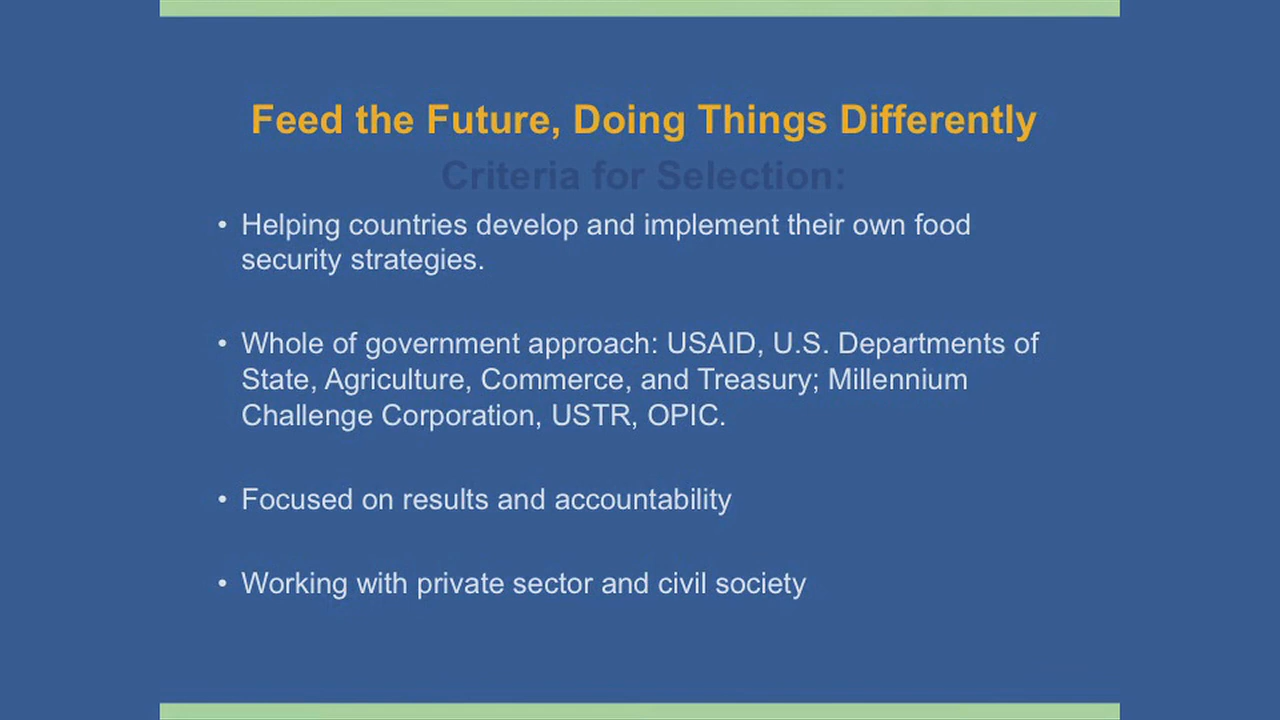 Feed the Future, Doing Things Differently
Criteria for Selection:
• Helping countries develop and implement their own food
security strategies.
• Whole of government approach: USAID, U.S. Departments of
State, Agriculture, Commerce, and Treasury; Millennium
Challenge Corporation, USTR, OPIC.
• Focused on results and accountability
• Working with private sector and civil society